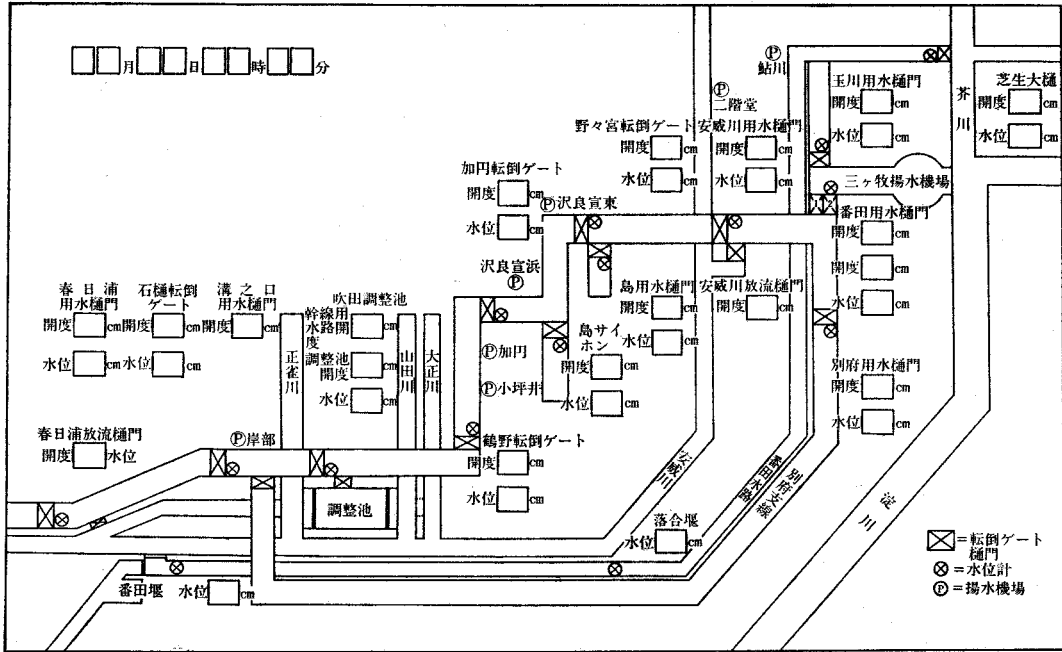 月 日 時 分
Ⓟ
鮎川
玉川用水樋門
開度 cm
水位 cm
芥川
芝生大樋
開度 cm
水位 cm
Ⓟ
二階堂
野々宮転倒ゲート
開度 cm
水位 cm
安威川用水樋門
開度 cm
水位 cm
三ヶ牧揚水機場
1 2
番田用水樋門
開度 cm
開度 cm
水位 cm
加円転倒ゲート
開度 cm
水位 cm
Ⓟ沢良宜東
沢良宜浜
Ⓟ
島用水樋門
開度 cm
水位 cm
安威川放流樋門
開度 cm
春日浦
用水樋門
開度 cm
水位 cm
石樋転倒
ゲート
開度 cm
水位 cm
溝之口
用水樋門
開度 cm
正雀川
吹田調整池
幹線用
水路開
度 cm
調整池
開度 cm
水位 cm
山田川
大正川
Ⓟ加円
Ⓟ小坪井
島サイ
ホン
開度 cm
水位 cm
別府用水樋門
開度 cm
水位 cm
春日浦放流樋門
開度 水位
Ⓟ岸部
鶴野転倒ゲート
開度 cm
水位 cm
調整池
安威川
番田水路
別府支線
淀川
落合堰
水位 cm
番田堰 水位 cm
=転倒ゲート
樋門
=水位計
Ⓟ=揚水機場